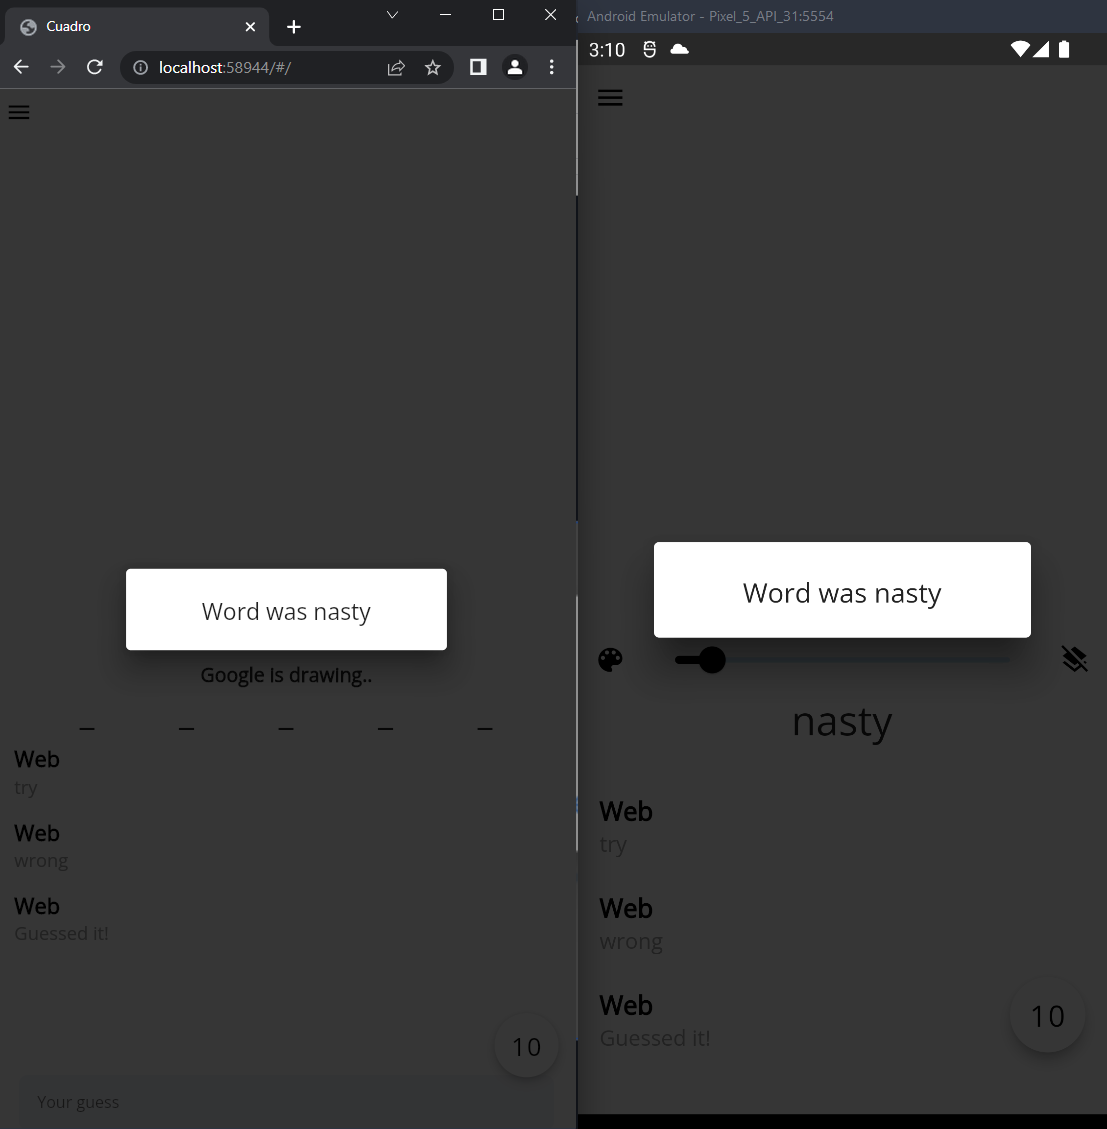 Cuadro
localhost:58944/#/
Word was nasty
Google is drawing..
_ _ _ _ _
Web
try
Web
wrong
Web
Guessed it!
10
Your guess
Android Emulator - Pixel_5_API_31:5554
3:10
Word was nasty
nasty
Web
try
Web
wrong
Web
Guessed it!
10